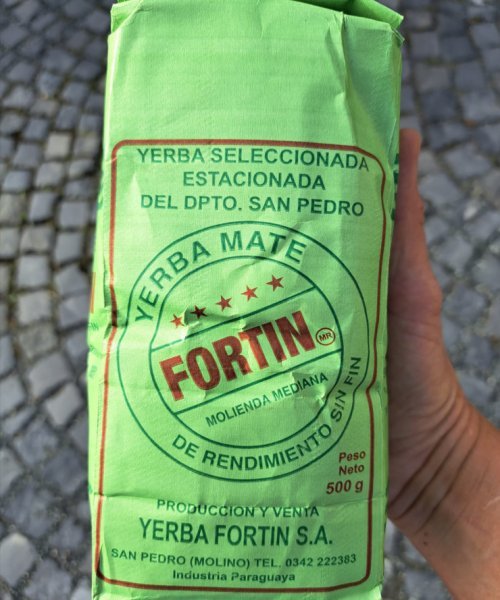 YERBA SELECCIONADA
ESTACIONADA
DEL DPTO. SAN PEDRO
YERBA MATE
FORTIN MR.
MOLIENDA MEDIANA
DE RENDIMIENTO SIN FIN
Peso
Neto
500 g
PRODUCCION Y VENTA
YERBA FORTIN S.A.
SAN PEDRO (MOLINO) TEL. 0342 222383
Industria Paraguaya